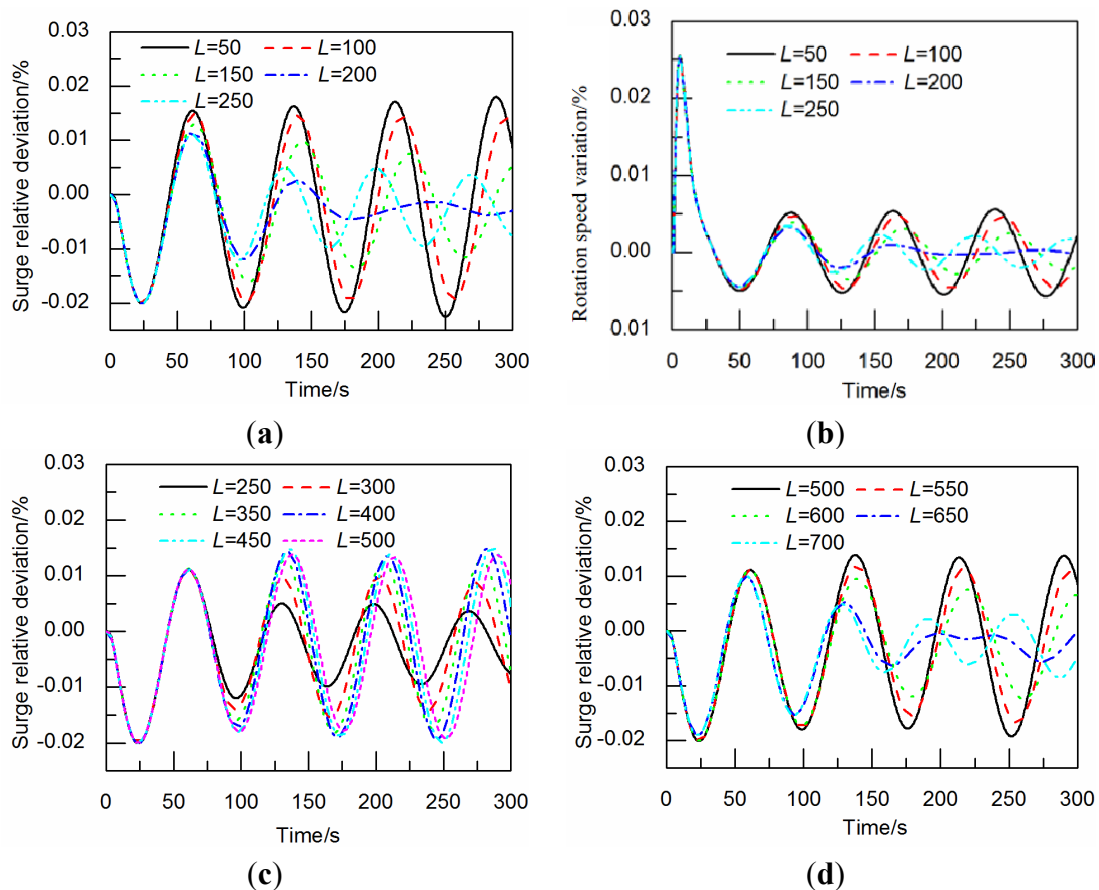 0.03
0.02
0.01
0.00
-0.01
-0.02
Surge relative deviation/%
L=50 L=100
L=150 L=200
L=250
0 50 100 150 200 250 300
Time/s
(a)
0.03
0.02
0.01
0.00
0.01
Rotation speed variation/%
L=50 L=100
L=150 L=200
L=250
0 50 100 150 200 250 300
Time/s
(b)
0.03
0.02
0.01
0.00
-0.01
-0.02
Surge relative deviation/%
L=250 L=300
L=350 L=400
L=450 L=500
0 50 100 150 200 250 300
Time/s
(c)
0.03
0.02
0.01
0.00
-0.01
-0.02
Surge relative deviation/%
L=500 L=550
L=600 L=650
L=700
0 50 100 150 200 250 300
Time/s
(d)